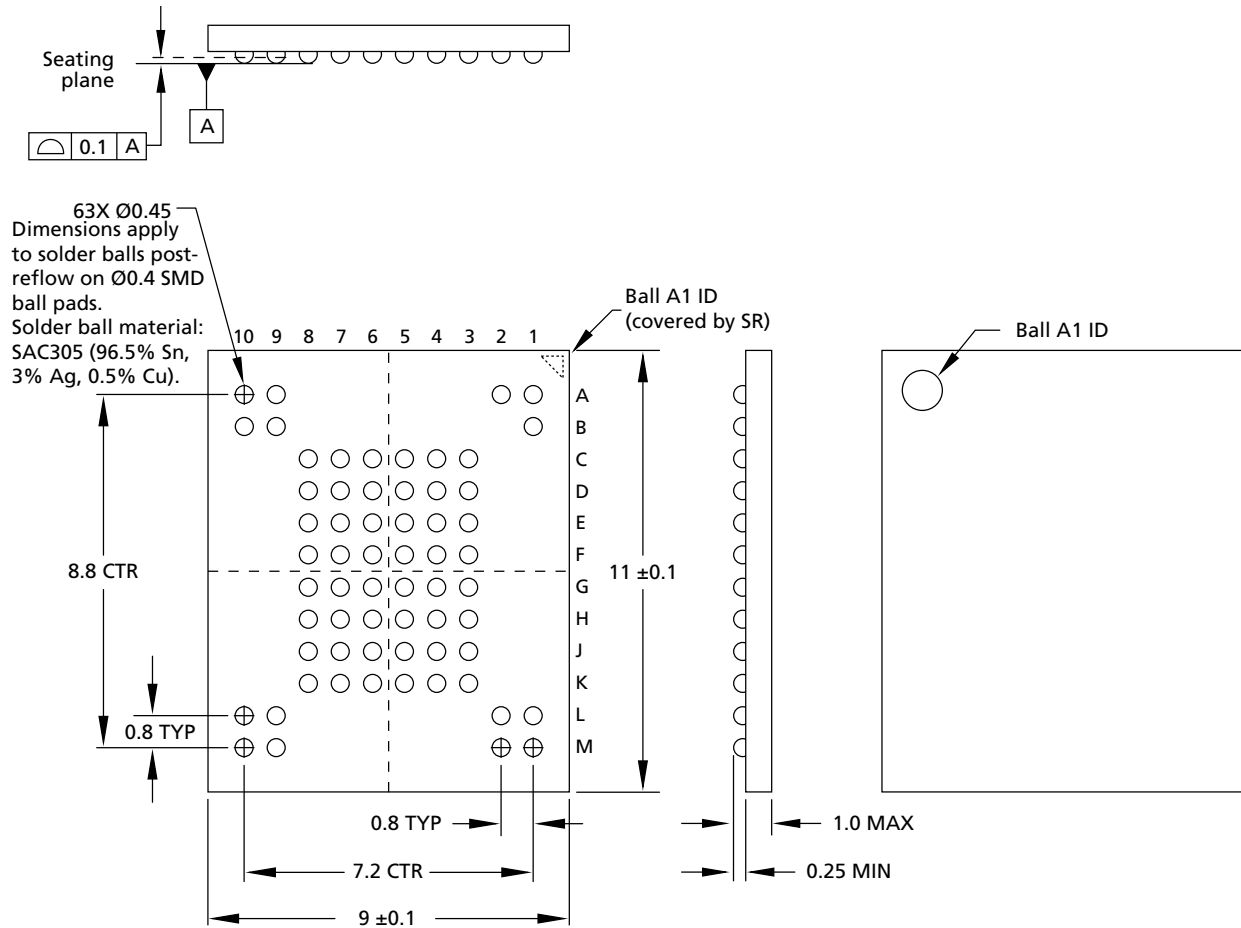 Seating
plane
A
0.1 A
63X Ø0.45
Dimensions apply
to solder balls post-
reflow on Ø0.4 SMD
ball pads.
Solder ball material:
SAC305 (96.5% Sn,
3% Ag, 0.5% Cu).
Ball A1 ID
(covered by SR)
Ball A1 ID
10 9 8 7 6 5 4 3 2 1
A
B
C
D
E
F
G
H
J
K
L
M
8.8 CTR
11 ±0.1
0.8 TYP
0.8 TYP
1.0 MAX
7.2 CTR
0.25 MIN
9 ±0.1